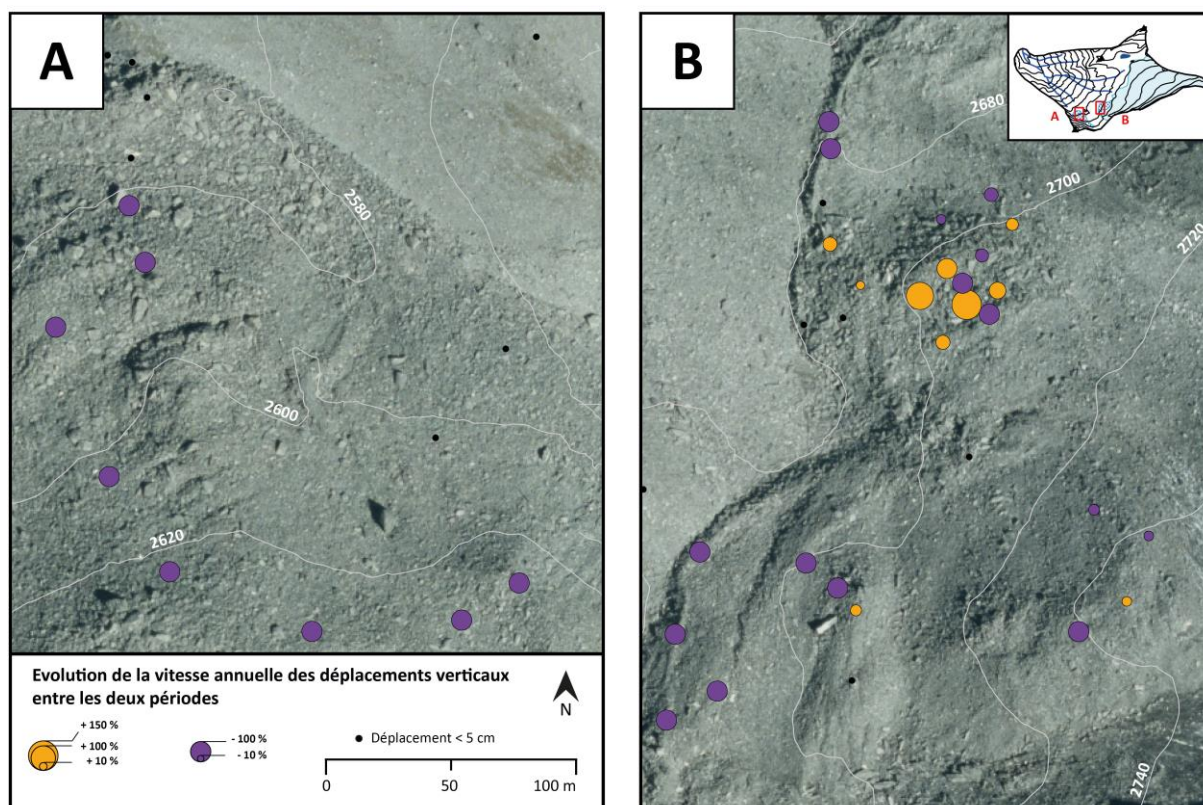 A
2580
2600
2620
Evolution de la vitesse annuelle des déplacements verticaux
entre les deux périodes
N
+ 150 %
+ 100 %
+ 10 %
- 100 %
- 10 %
Déplacement < 5 cm
0
50
100 m
B
A
B
2680
2700
2720
2740